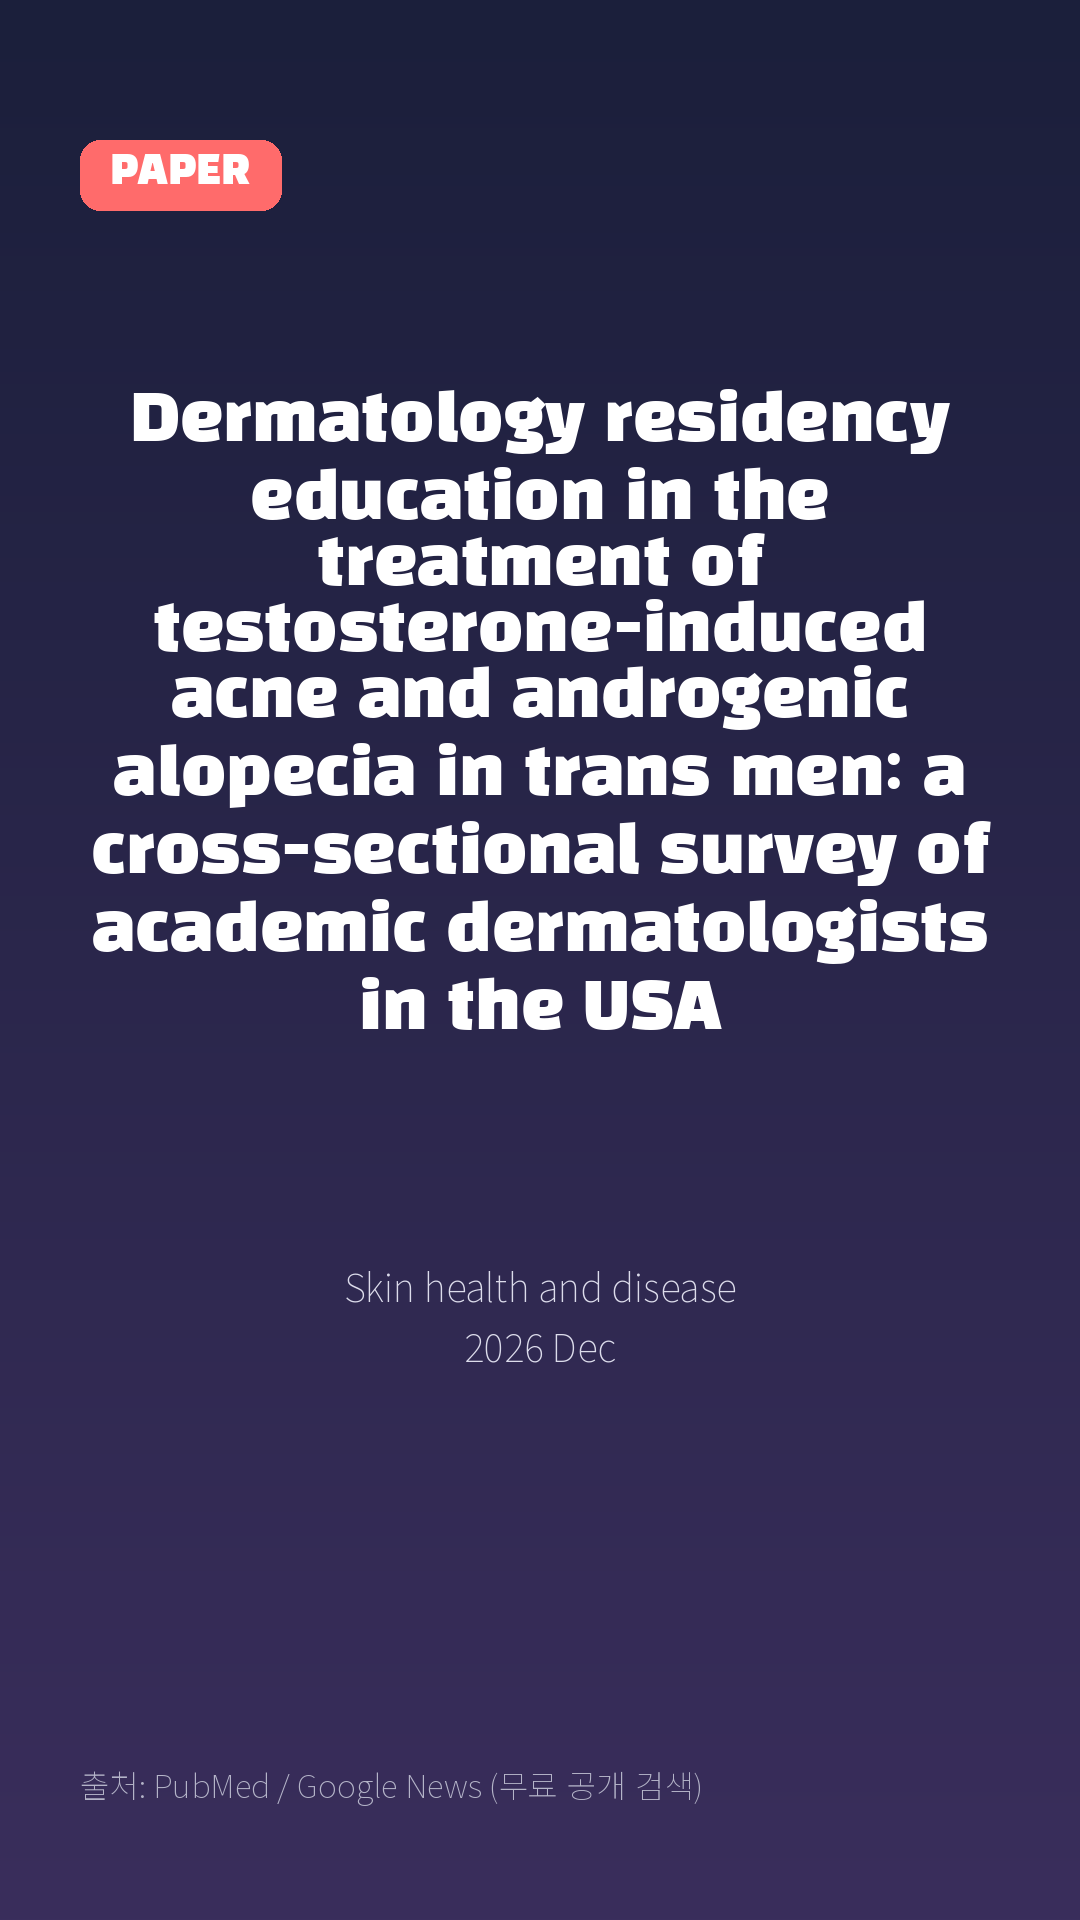 PAPER
Dermatology residency
education in the
treatment of
testosterone-induced
acne and androgenic
alopecia in trans men: a
cross-sectional survey of
academic dermatologists
in the USA
Skin health and disease
2026 Dec
출처: PubMed / Google News (무료 공개 검색)